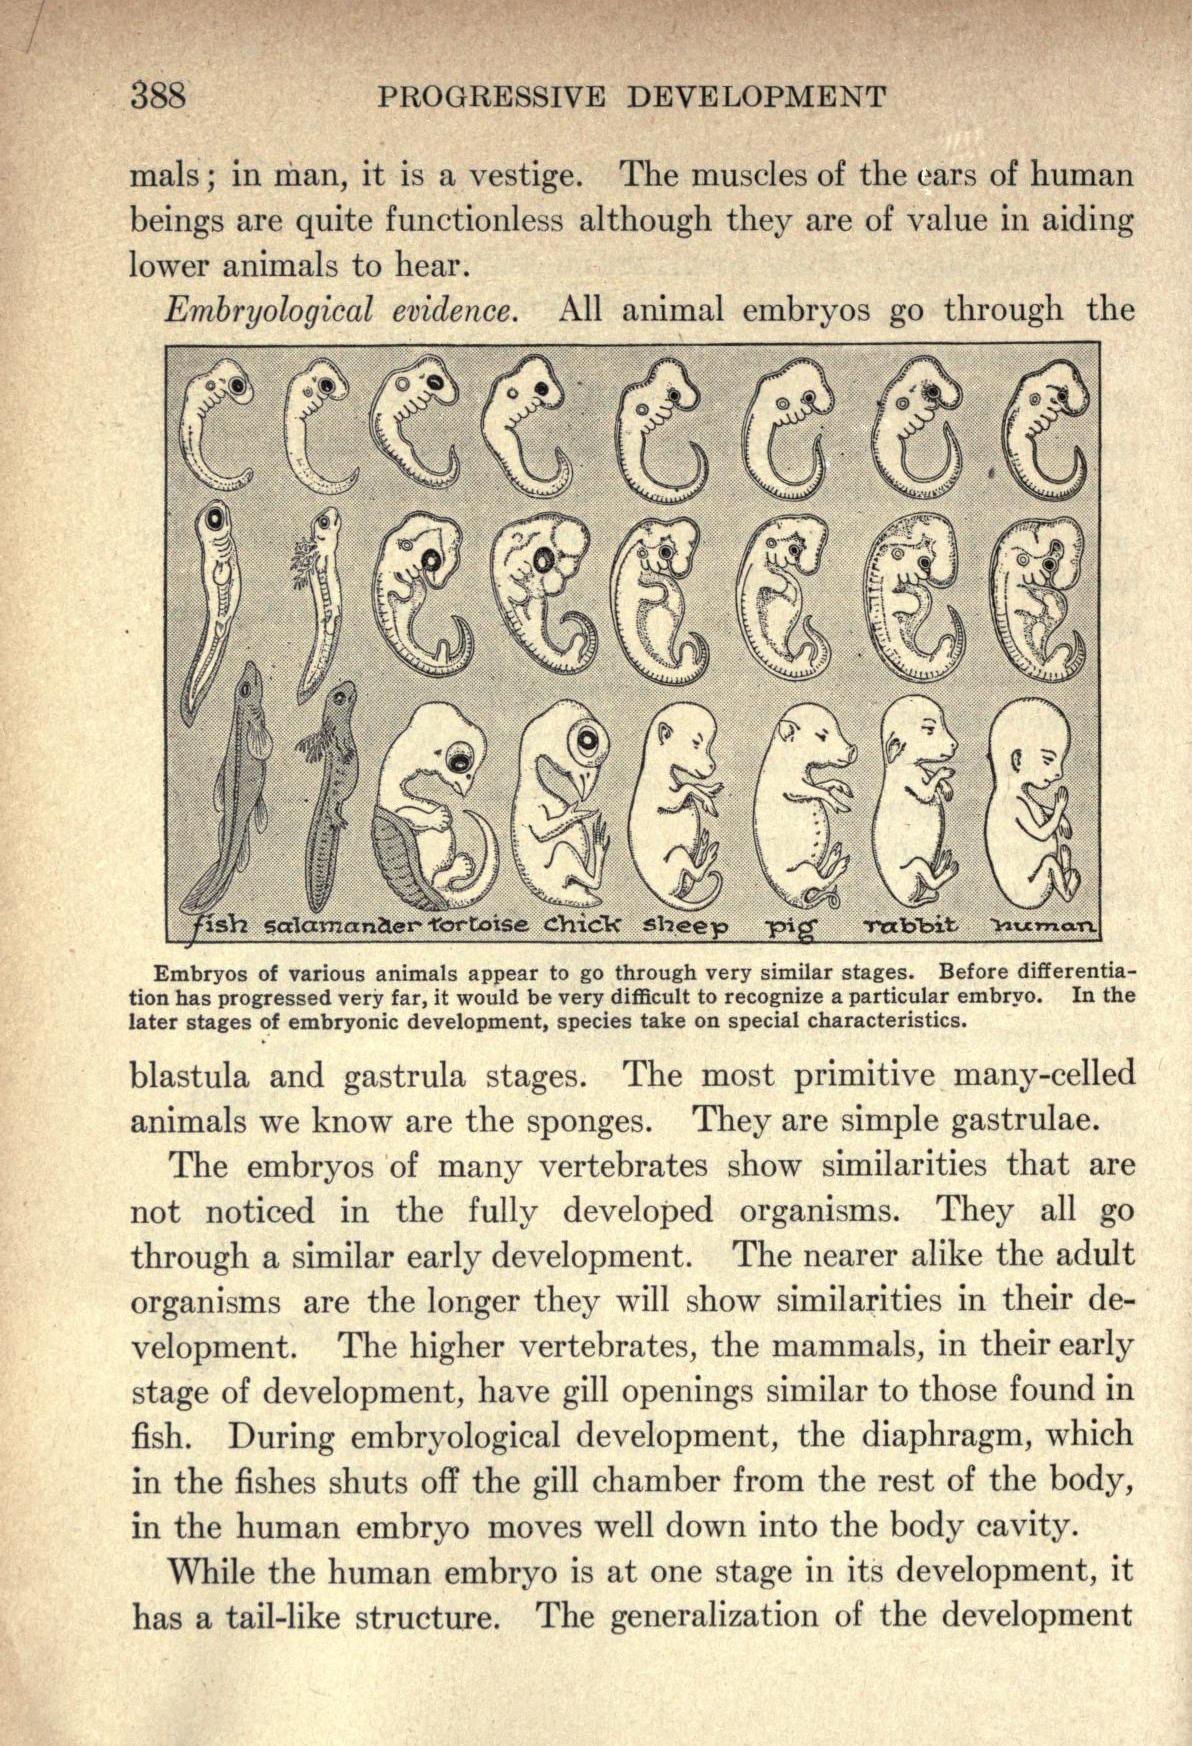 388 PROGRESSIVE DEVELOPMENT
mals; in man, it is a vestige. The muscles of the ears of human
beings are quite functionless although they are of value in aiding
lower animals to hear.
Embryological evidence. All animal embryos go through the
fish salamander tortoise chick sheep pig rabbit human
Embryos of various animals appear to go through very similar stages. Before differentia-
tion has progressed very far, it would be very difficult to recognize a particular embryo. In the
later stages of embryonic development, species take on special characteristics.
blastula and gastrula stages. The most primitive many-celled
animals we know are the sponges. They are simple gastrulae.
The embryos of many vertebrates show similarities that are
not noticed in the fully developed organisms. They all go
through a similar early development. The nearer alike the adult
organisms are the longer they will show similarities in their de-
velopment. The higher vertebrates, the mammals, in their early
stage of development, have gill openings similar to those found in
fish. During embryological development, the diaphragm, which
in the fishes shuts off the gill chamber from the rest of the body,
in the human embryo moves well down into the body cavity.
While the human embryo is at one stage in its development, it
has a tail-like structure. The generalization of the development